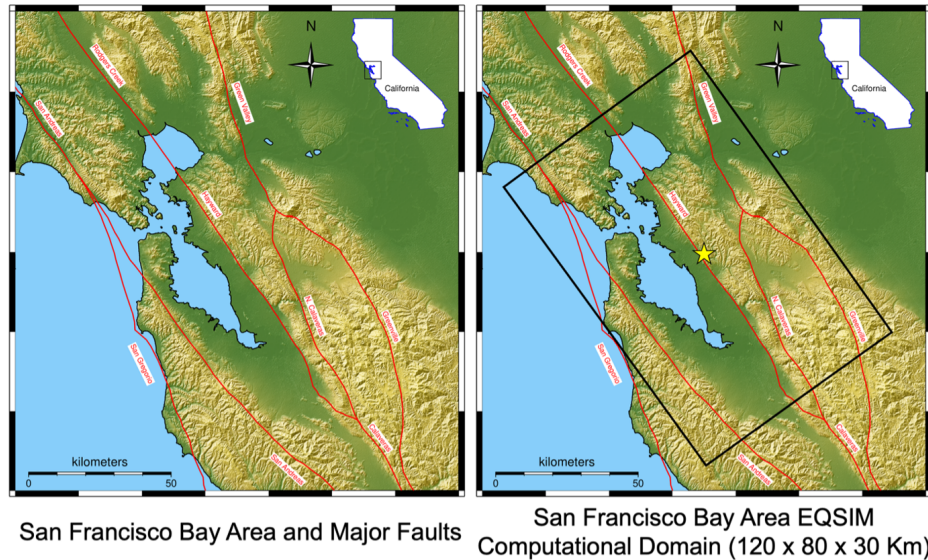 N
California
Rodgers Creek
Green Valley
San Andreas
Hayward
N. Calaveras
Greenville
San Gregorio
Calaveras
San Andreas
kilometers
0 50
San Francisco Bay Area and Major Faults
N
California
Rodgers Creek
Green Valley
San Andreas
Hayward
N. Calaveras
Greenville
San Gregorio
Calaveras
San Andreas
kilometers
0 50
San Francisco Bay Area EQSIM
Computational Domain (120 x 80 x 30 Km)